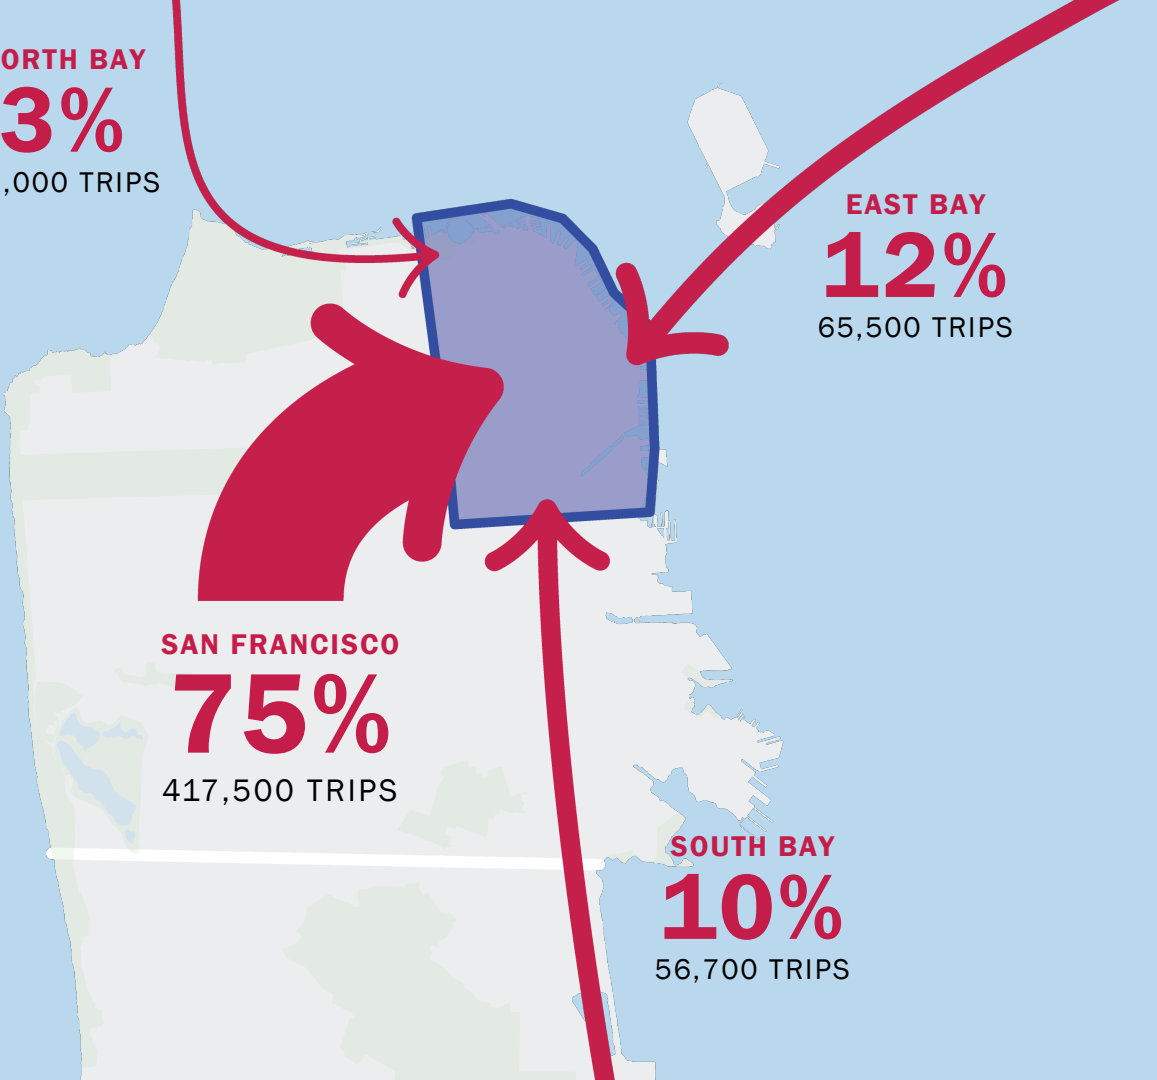 ORTH BAY
3%
,000 TRIPS
EAST BAY
12%
65,500 TRIPS
SAN FRANCISCO
75%
417,500 TRIPS
SOUTH BAY
10%
56,700 TRIPS